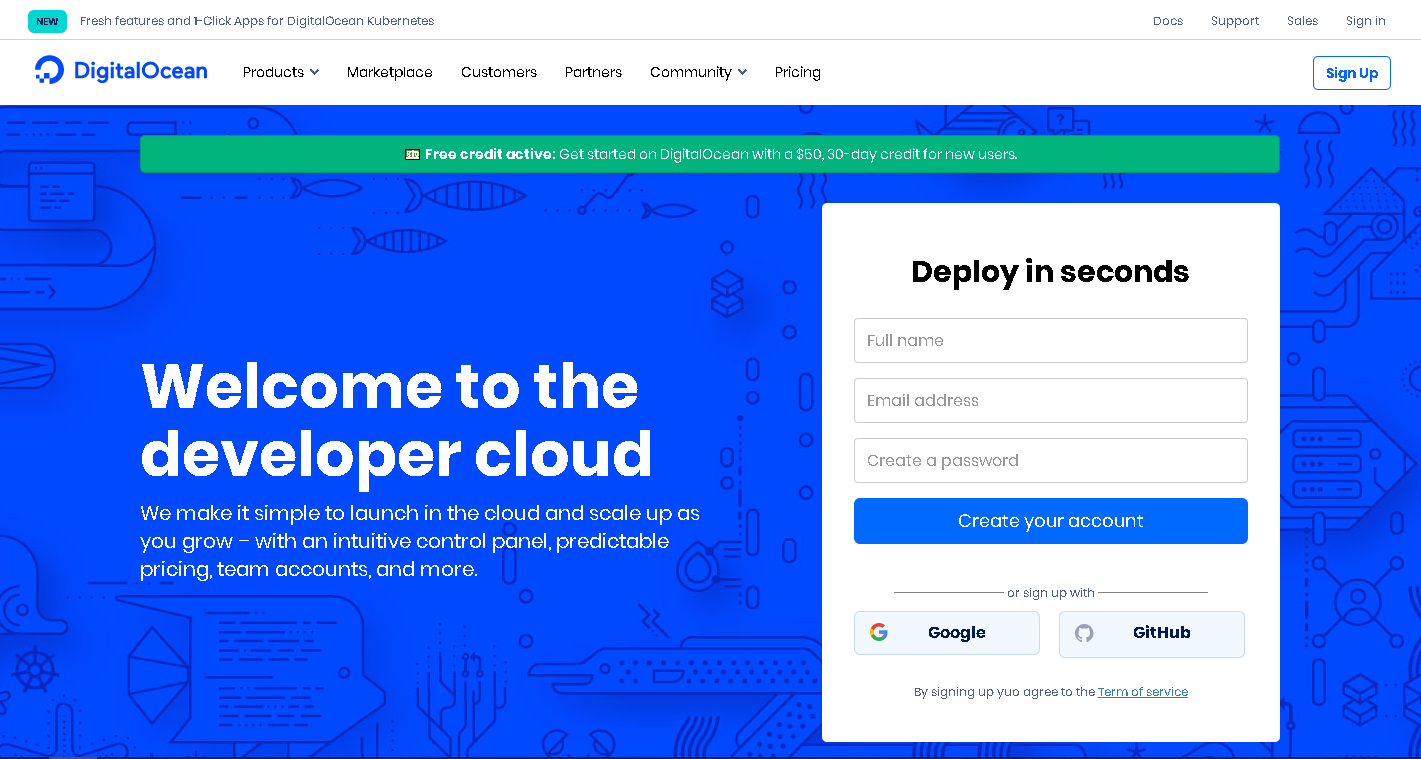 NEW Fresh features and 1-Click Apps for DigitalOcean Kubernetes Docs Support Sales Sign in
DigitalOcean Products Marketplace Customers Partners Community Pricing Sign Up
Free credit active: Get started on DigitalOcean with a $50, 30-day credit for new users.
Welcome to the
developer cloud
We make it simple to launch in the cloud and scale up as
you grow – with an intuitive control panel, predictable
pricing, team accounts, and more.
Deploy in seconds
Full name
Email address
Create a password
Create your account
or sign up with
Google GitHub
By signing up yuo agree to the Term of service